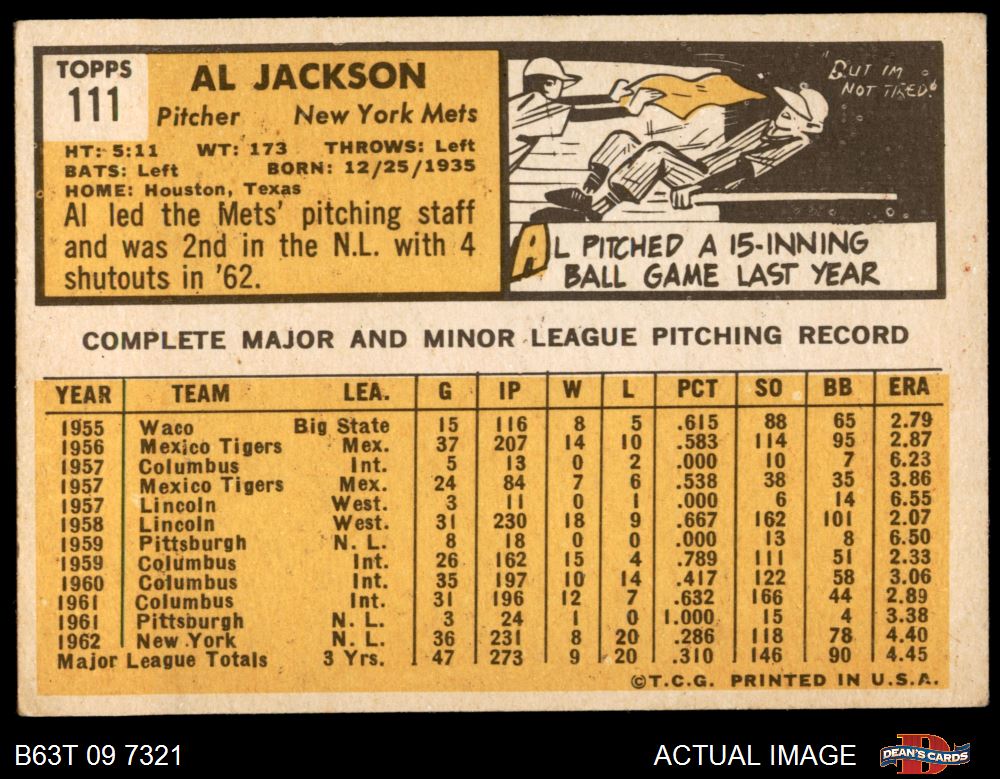 TOPPS
111
AL JACKSON
Pitcher New York Mets
HT: 5:11 WT: 173 THROWS: Left
BATS: Left BORN: 12/25/1935
HOME: Houston, Texas
Al led the Mets' pitching staff
and was 2nd in the N.L. with 4
shutouts in '62.
"BUT IM
NOT TIRED!"
AL PITCHED A 15-INNING
BALL GAME LAST YEAR
COMPLETE MAJOR AND MINOR LEAGUE PITCHING RECORD
YEAR TEAM LEA. G IP W L PCT SO BB ERA
1955 Waco Big State 15 116 8 5 .615 88 65 2.79
1956 Mexico Tigers Mex. 37 207 14 10 .583 114 95 2.87
1957 Columbus Int. 5 13 0 2 .000 10 7 6.23
1957 Mexico Tigers Mex. 24 84 7 6 .538 38 35 3.86
1957 Lincoln West. 3 11 0 1 .000 6 14 6.55
1958 Lincoln West. 31 230 18 9 .667 162 101 2.07
1959 Pittsburgh N. L. 8 18 0 0 .000 13 8 6.50
1959 Columbus Int. 26 162 15 4 .789 111 51 2.33
1960 Columbus Int. 35 197 10 14 .417 122 58 3.06
1961 Columbus Int. 31 196 12 7 .632 166 44 2.89
1961 Pittsburgh N. L. 3 24 1 0 1.000 15 4 3.38
1962 New York N. L. 36 231 8 20 .286 118 78 4.40
Major League Totals 3 Yrs. 47 273 9 20 .310 146 90 4.45
©T.C.G. PRINTED IN U.S.A.
B63T 09 7321 ACTUAL IMAGE DEAN'S CARDS